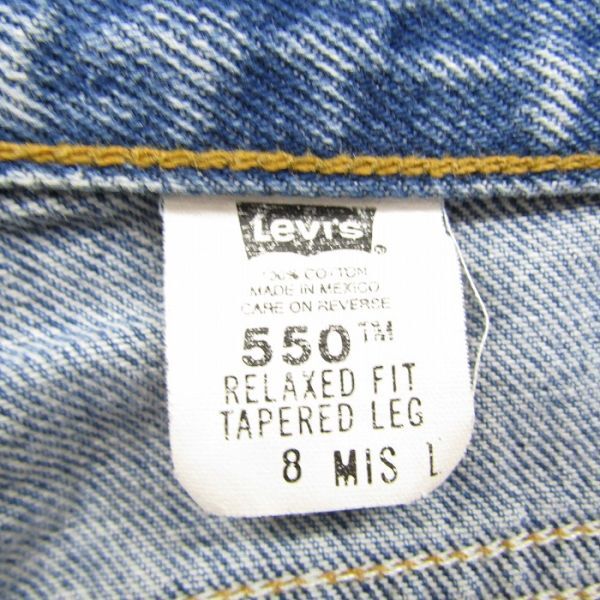 Levi's
®
100% COTTON
MADE IN MEXICO
CARE ON REVERSE
550™
RELAXED FIT
TAPERED LEG
8 MIS L